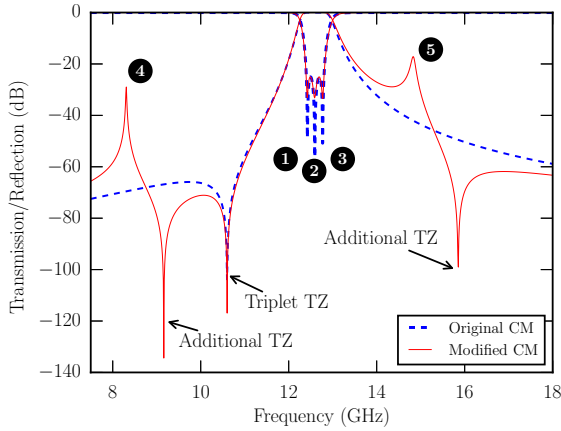 0
−20
−40
−60
−80
−100
−120
−140
Transmission/Reflection (dB)
4
5
1
2
3
Additional TZ
Triplet TZ
Additional TZ
Original CM
Modified CM
8 10 12 14 16 18
Frequency (GHz)